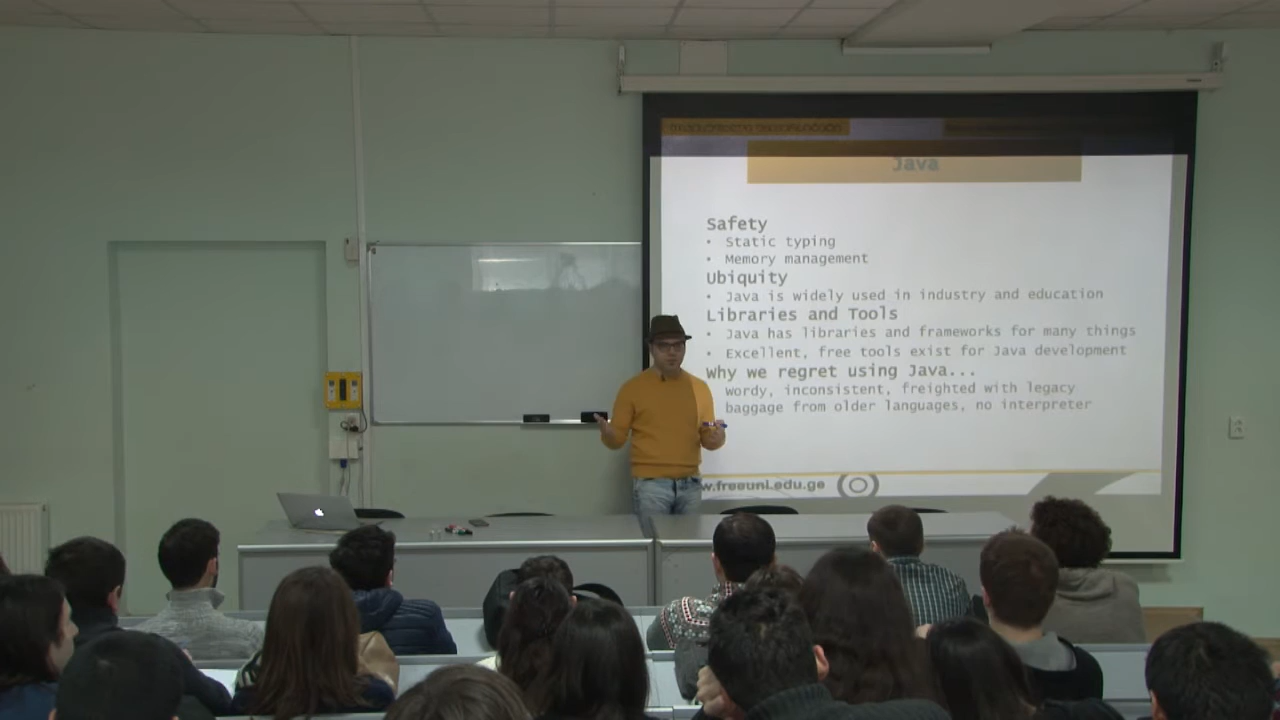 Java
Safety
• Static typing
• Memory management
Ubiquity
• Java is widely used in industry and education
Libraries and Tools
• Java has libraries and frameworks for many things
• Excellent, free tools exist for Java development
Why we regret using Java...
wordy, inconsistent, freighted with legacy
baggage from older languages, no interpreter
w.freeuni.edu.ge